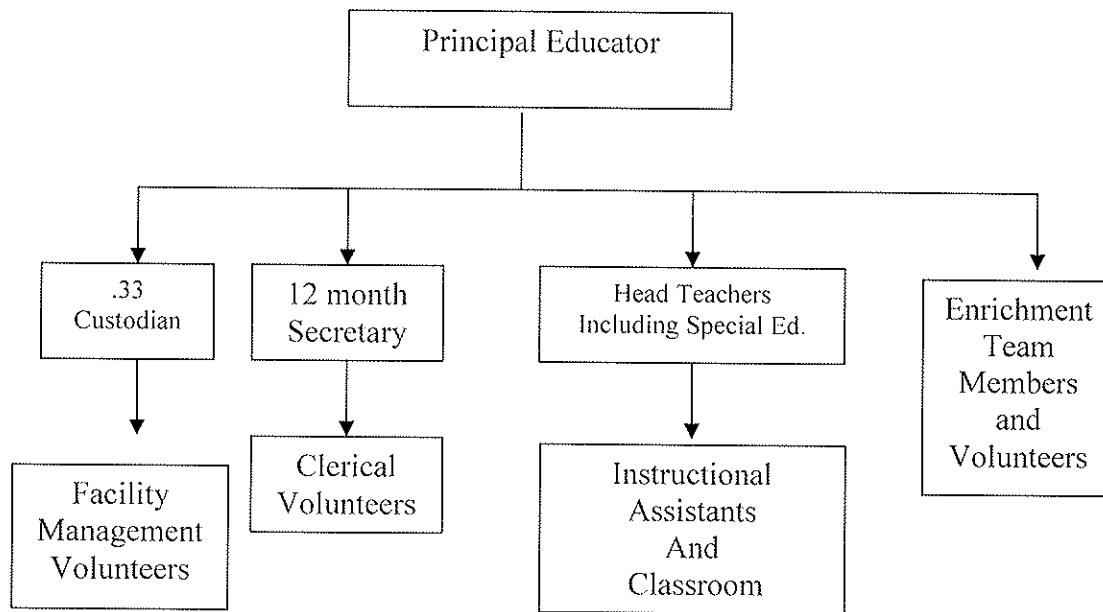 Principal Educator
.33
Custodian
12 month
Secretary
Head Teachers
Including Special Ed.
Enrichment
Team
Members
and
Volunteers
Facility
Management
Volunteers
Clerical
Volunteers
Instructional
Assistants
And
Classroom